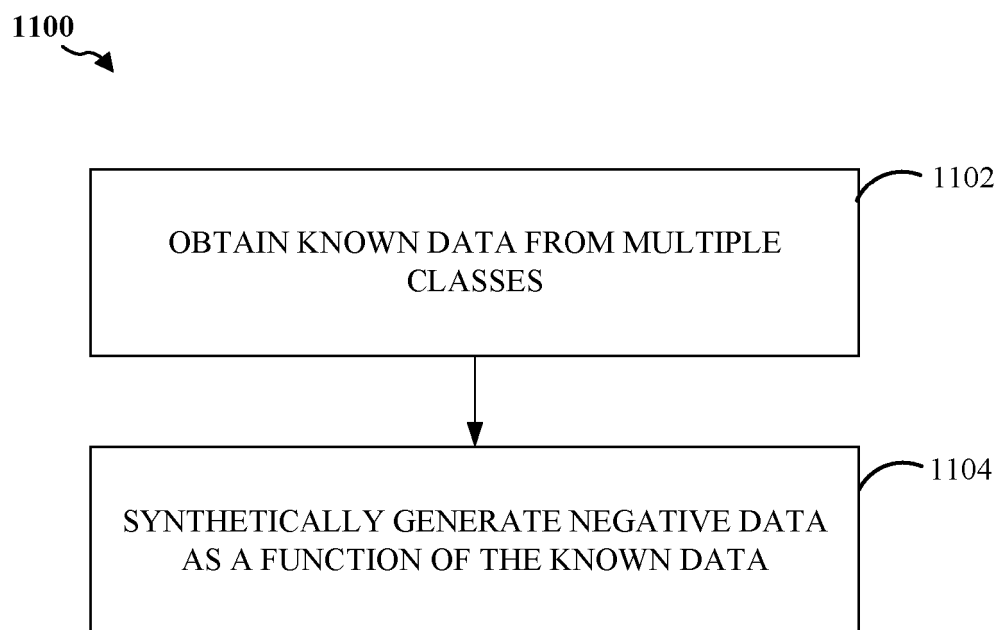 1100
1102
OBTAIN KNOWN DATA FROM MULTIPLE
CLASSES
1104
SYNTHETICALLY GENERATE NEGATIVE DATA
AS A FUNCTION OF THE KNOWN DATA